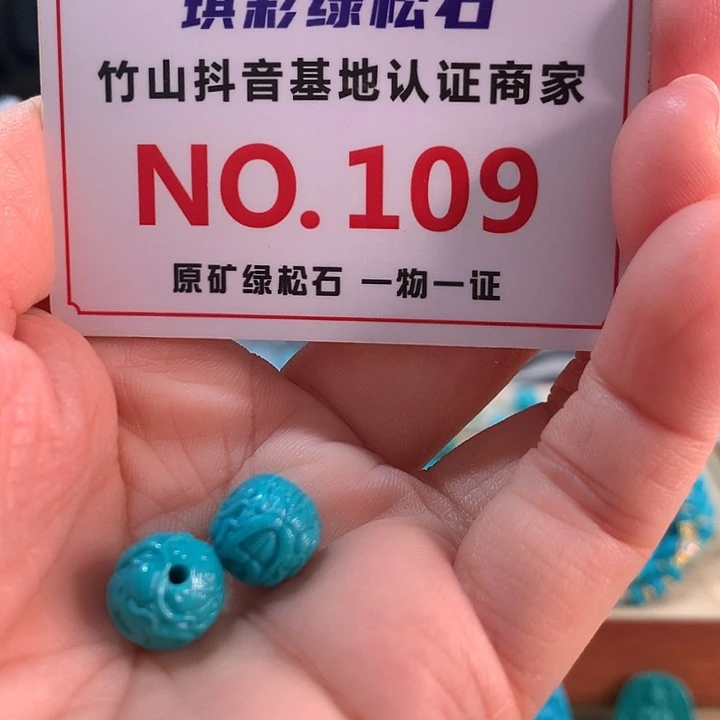 琪彩绿松石
竹山抖音基地认证商家
NO.109
原矿绿松石 一物一证